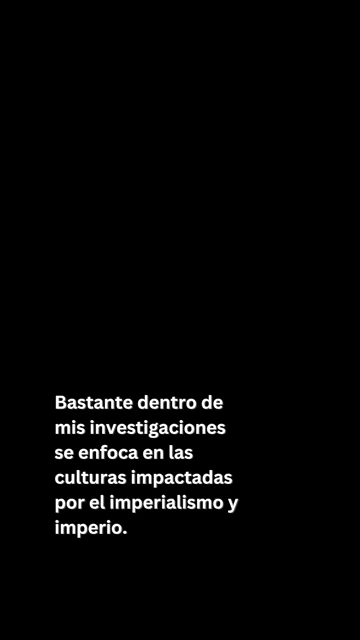 Bastante dentro de
mis investigaciones
se enfoca en las
culturas impactadas
por el imperialismo y
imperio.